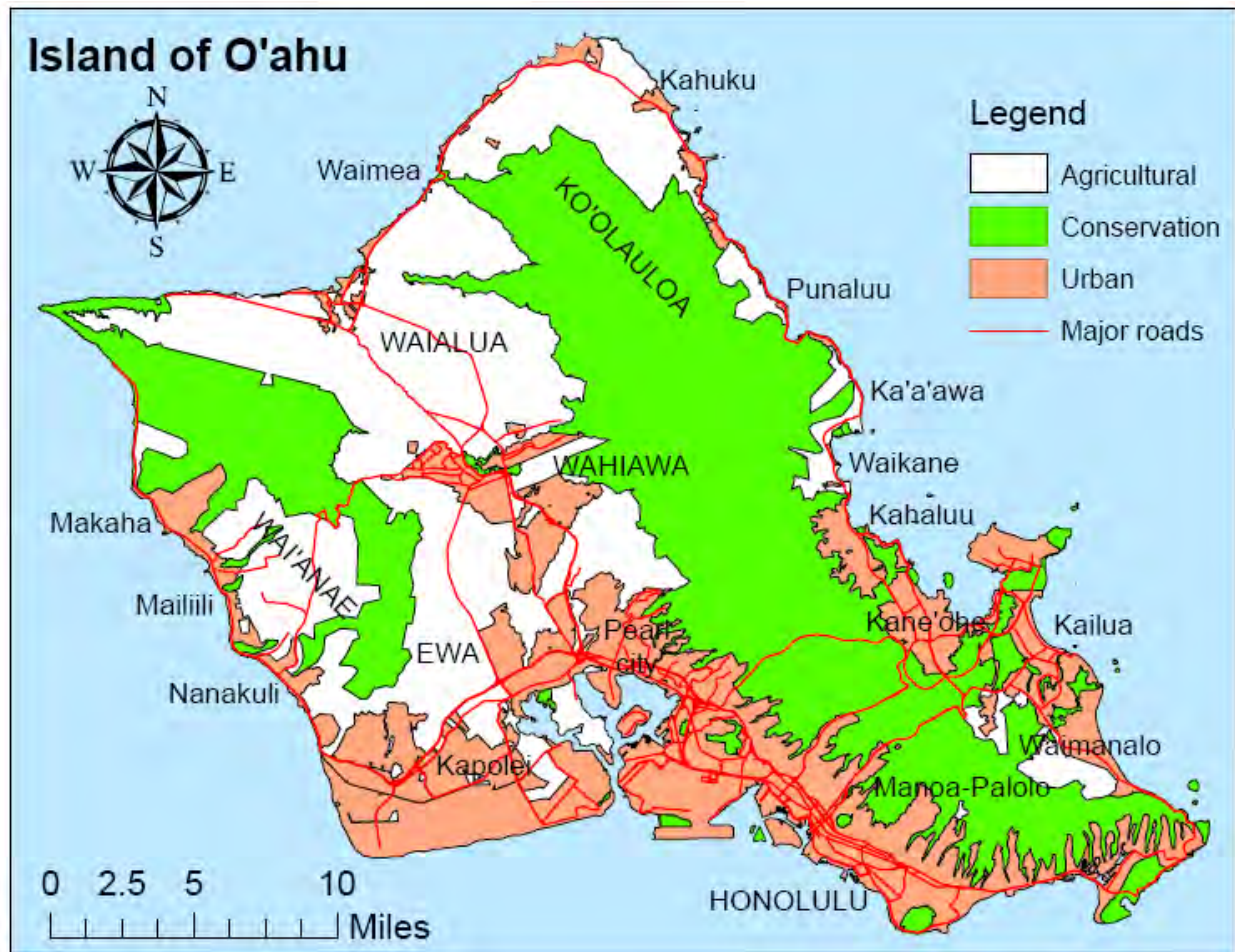 Island of O'ahu
N
W
E
S
Kahuku
Legend
Waimea
Agricultural
KO'OLAULOA
Conservation
Urban
Punaluu
Major roads
WAIALUA
Ka'a'awa
WAHIAWA
Waikane
Makaha
Kahaluu
WAI'ANAE
Mailiili
Kane'ohe
Kailua
Pearl
city
EWA
Nanakuli
Waimanalo
Kapolei
Manoa-Palolo
0 2.5 5 10
Miles
HONOLULU